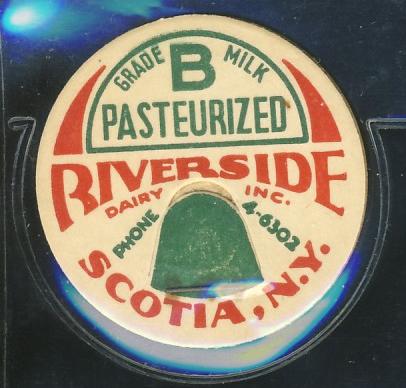 GRADE B MILK
PASTEURIZED
RIVERSIDE
DAIRY INC.
PHONE 4-6302
SCOTIA, N.Y.